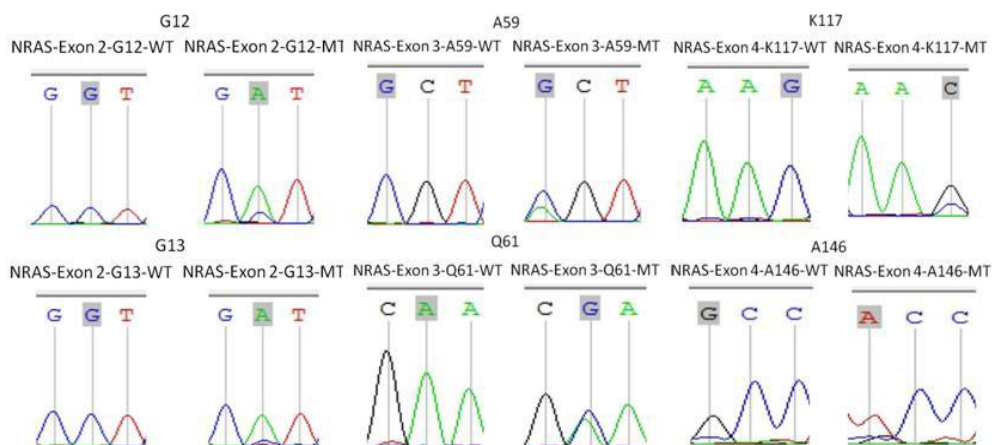 G12 A59 K117
NRAS-Exon 2-G12-WT NRAS-Exon 2-G12-MT NRAS-Exon 3-A59-WT NRAS-Exon 3-A59-MT NRAS-Exon 4-K117-WT NRAS-Exon 4-K117-MT
G G T G A T G C T G C T A A G A A C
G13 Q61 A146
NRAS-Exon 2-G13-WT NRAS-Exon 2-G13-MT NRAS-Exon 3-Q61-WT NRAS-Exon 3-Q61-MT NRAS-Exon 4-A146-WT NRAS-Exon 4-A146-MT
G G T G A T C A A C G A G C C A C C